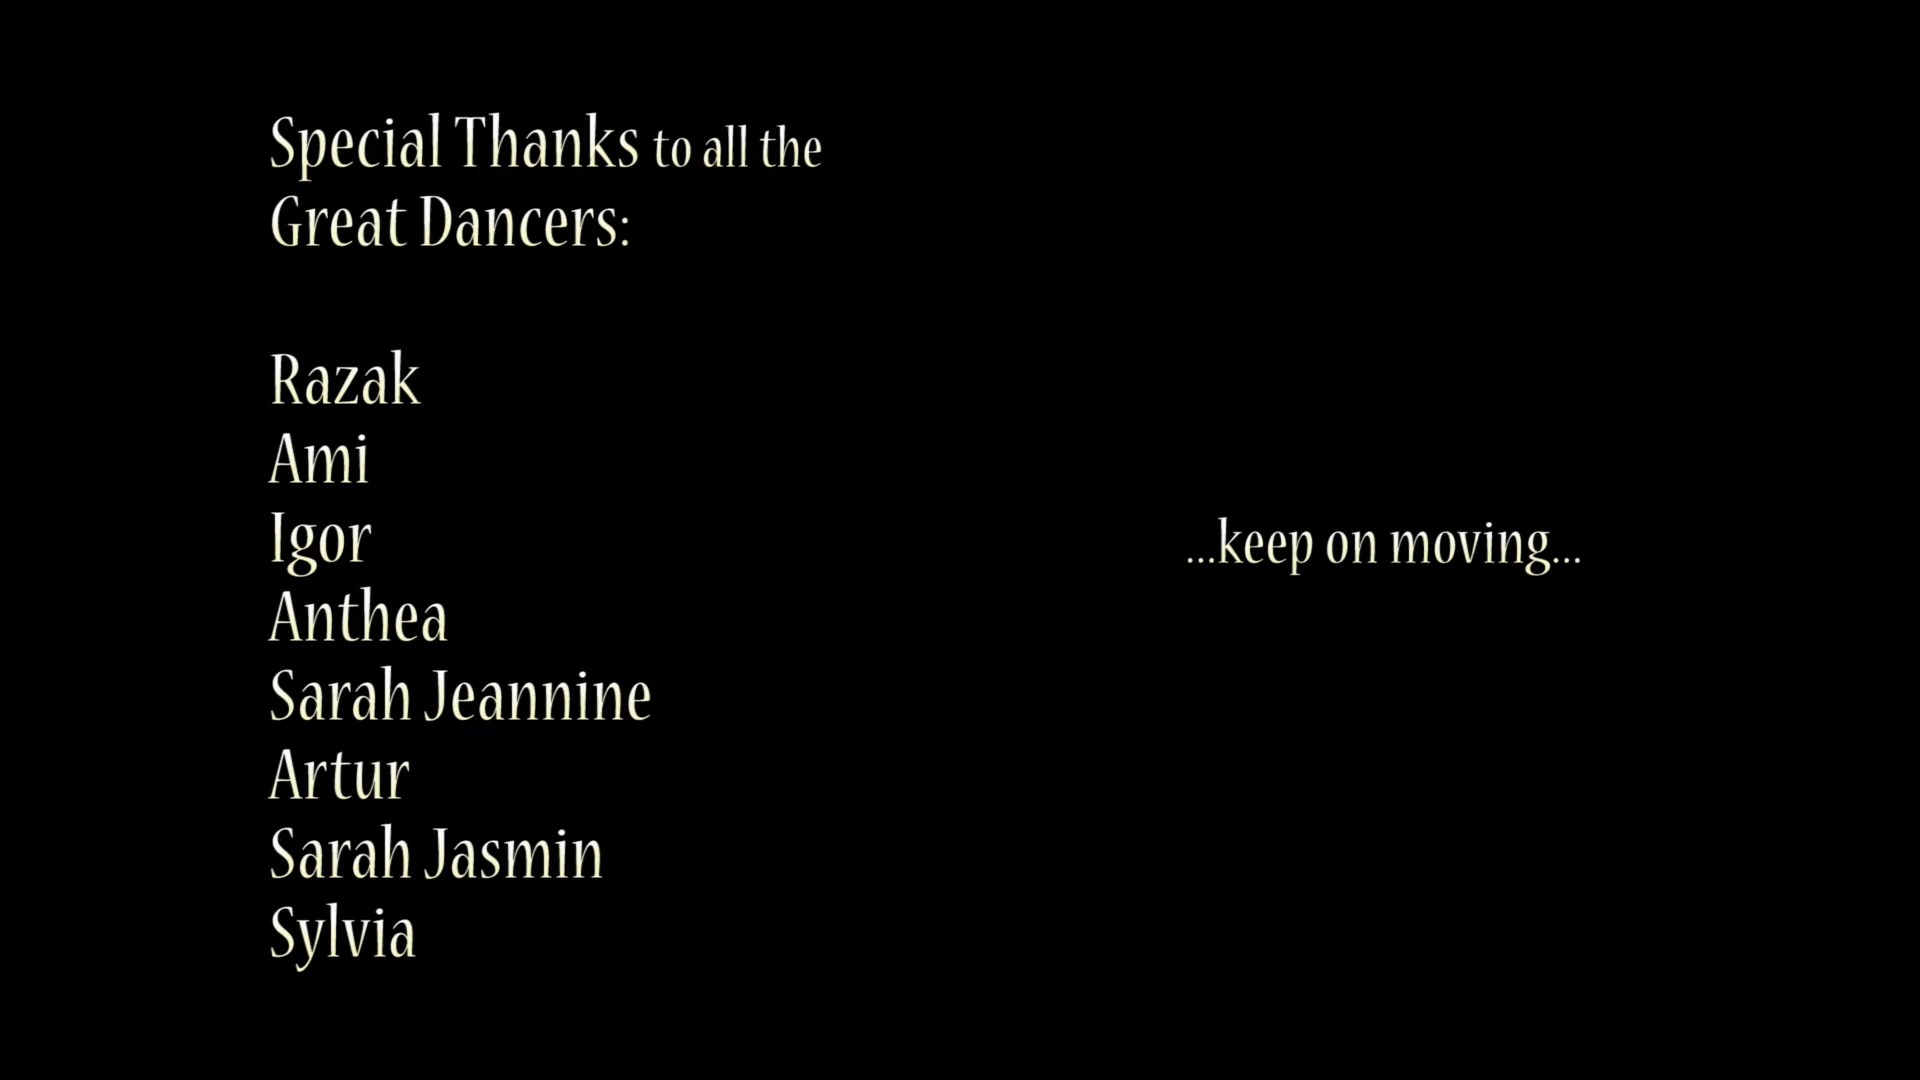 Special Thanks to all the
Great Dancers:
Razak
Ami
Igor
Anthea
Sarah Jeannine
Artur
Sarah Jasmin
Sylvia
...keep on moving...